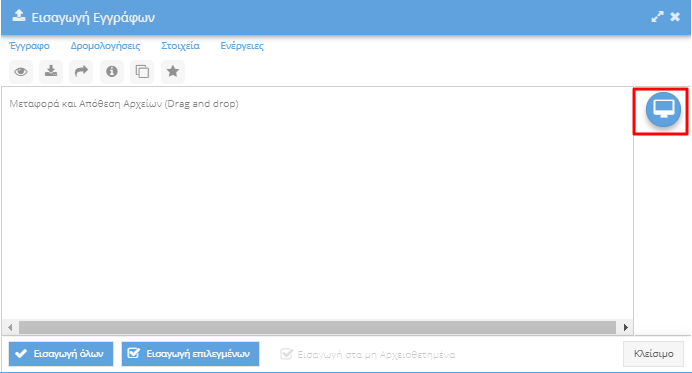 Εισαγωγή Εγγράφων
Έγγραφο Δρομολογήσεις Στοιχεία Ενέργειες
Μεταφορά και Απόθεση Αρχείων (Drag and drop)
Εισαγωγή όλων Εισαγωγή επιλεγμένων Εισαγωγή στα μη Αρχειοθετημένα Κλείσιμο